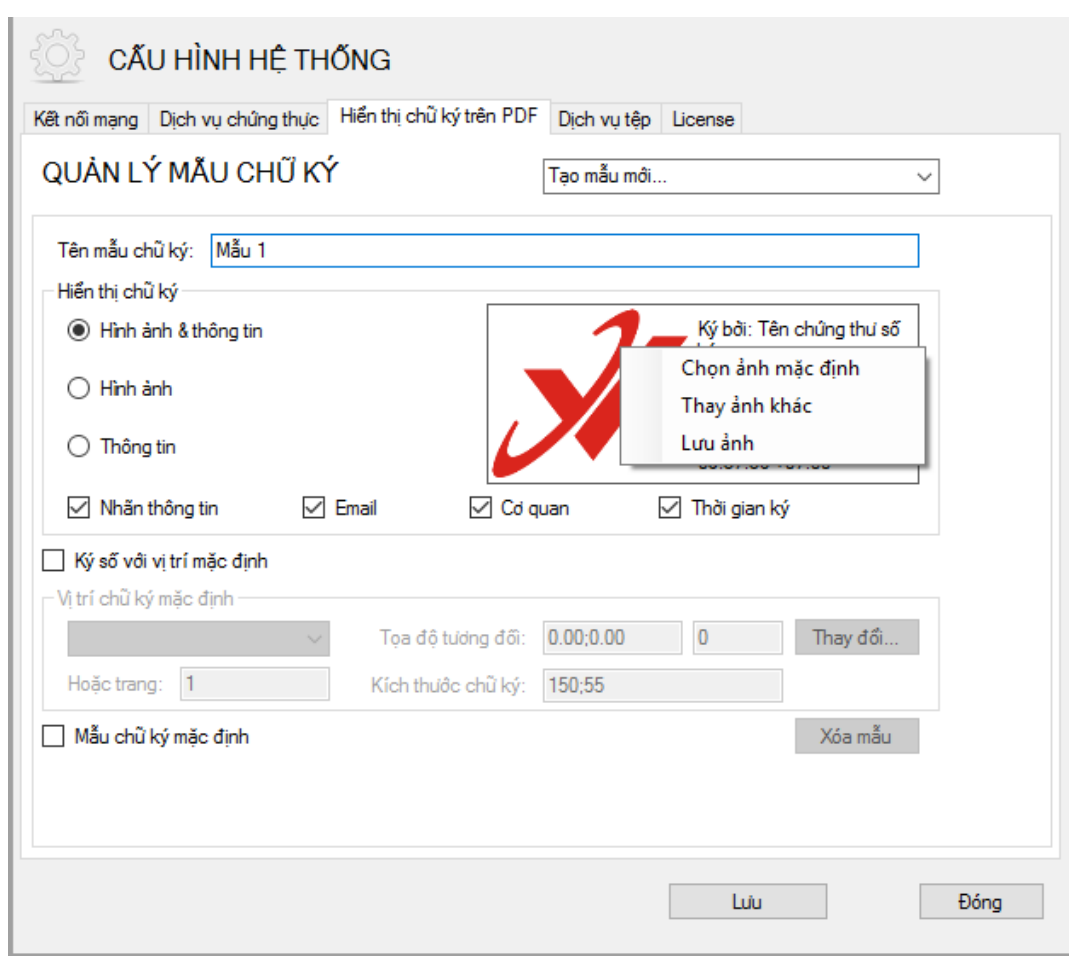 CẤU HÌNH HỆ THỐNG
Kết nối mạng Dịch vụ chứng thực Hiển thị chữ ký trên PDF Dịch vụ tệp License
QUẢN LÝ MẪU CHỮ KÝ Tạo mẫu mới...
Tên mẫu chữ ký: Mẫu 1
Hiển thị chữ ký
Hình ảnh & thông tin Ký bởi: Tên chứng thư số
Chọn ảnh mặc định
Hình ảnh Thay ảnh khác
Thông tin Lưu ảnh
Nhãn thông tin Email Cơ quan Thời gian ký
Ký số với vị trí mặc định
Vị trí chữ ký mặc định
Tọa độ tương đối: 0.00;0.00 0 Thay đổi...
Hoặc trang: 1 Kích thước chữ ký: 150;55
Mẫu chữ ký mặc định Xóa mẫu
Lưu Đóng